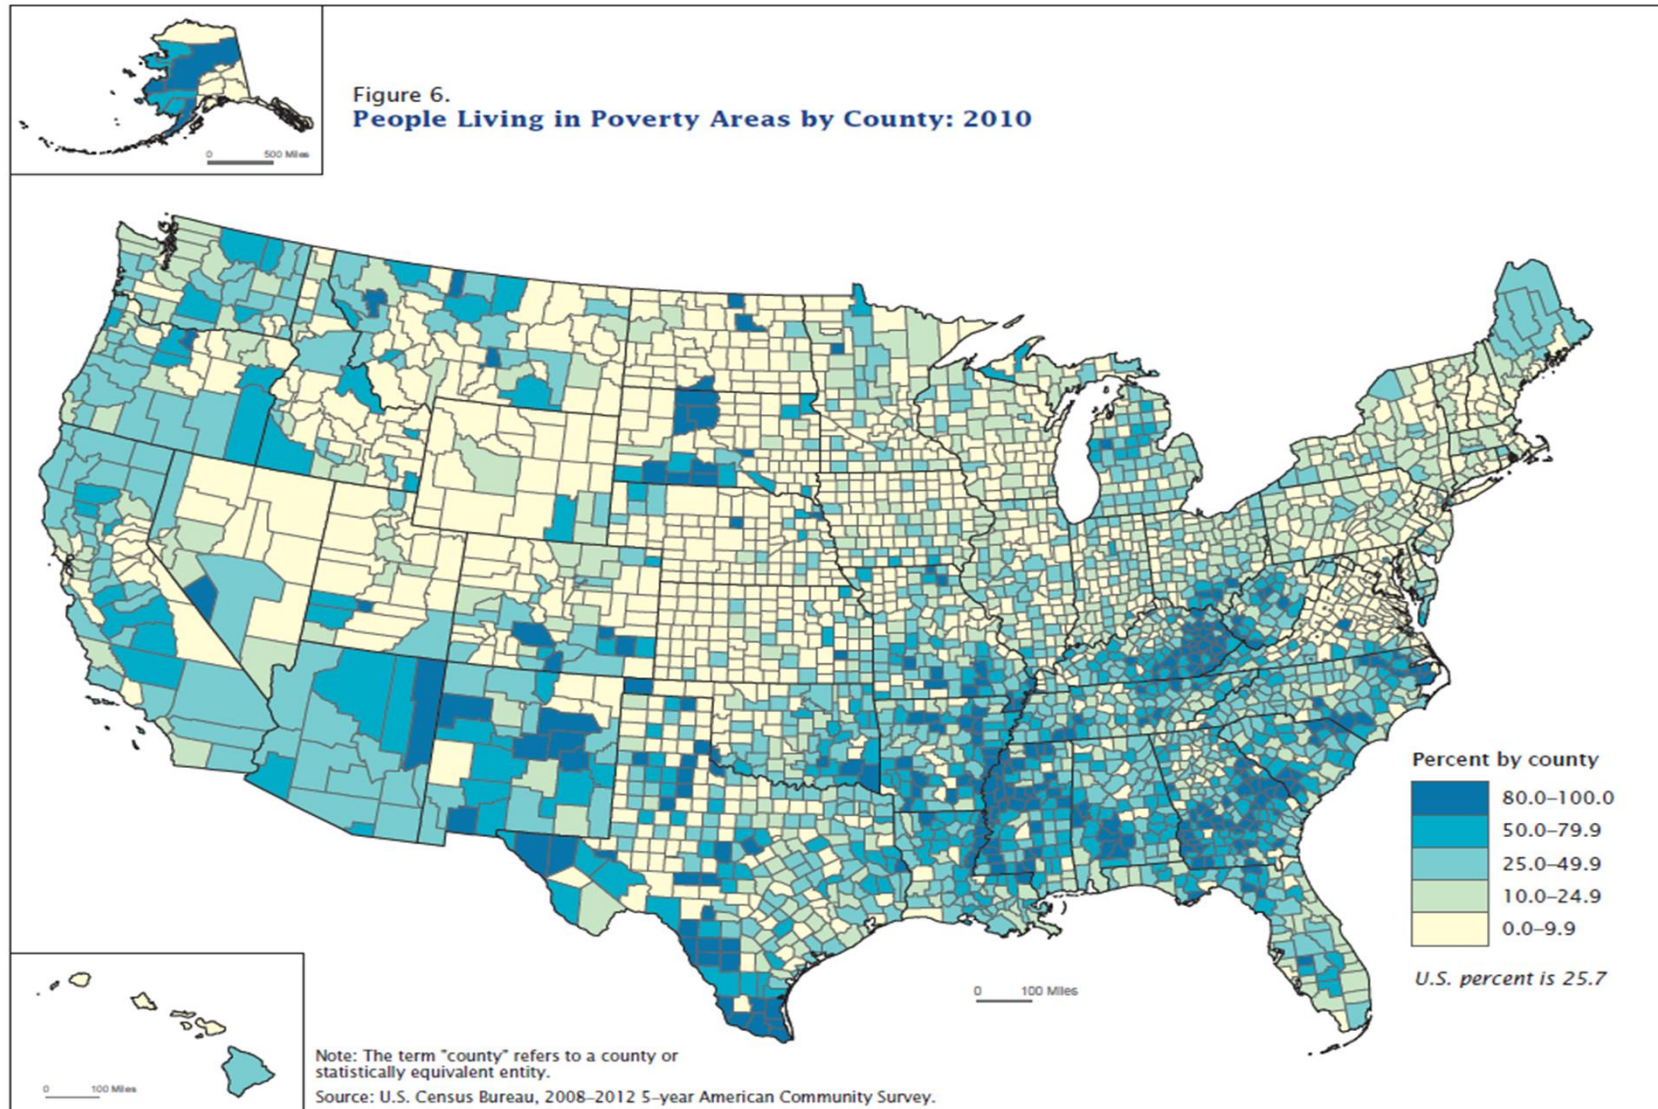 Figure 6.
People Living in Poverty Areas by County: 2010
0 500 Miles
Percent by county
80.0–100.0
50.0–79.9
25.0–49.9
10.0–24.9
0.0–9.9
U.S. percent is 25.7
0 100 Miles
0 100 Miles
Note: The term "county" refers to a county or
statistically equivalent entity.
Source: U.S. Census Bureau, 2008–2012 5–year American Community Survey.